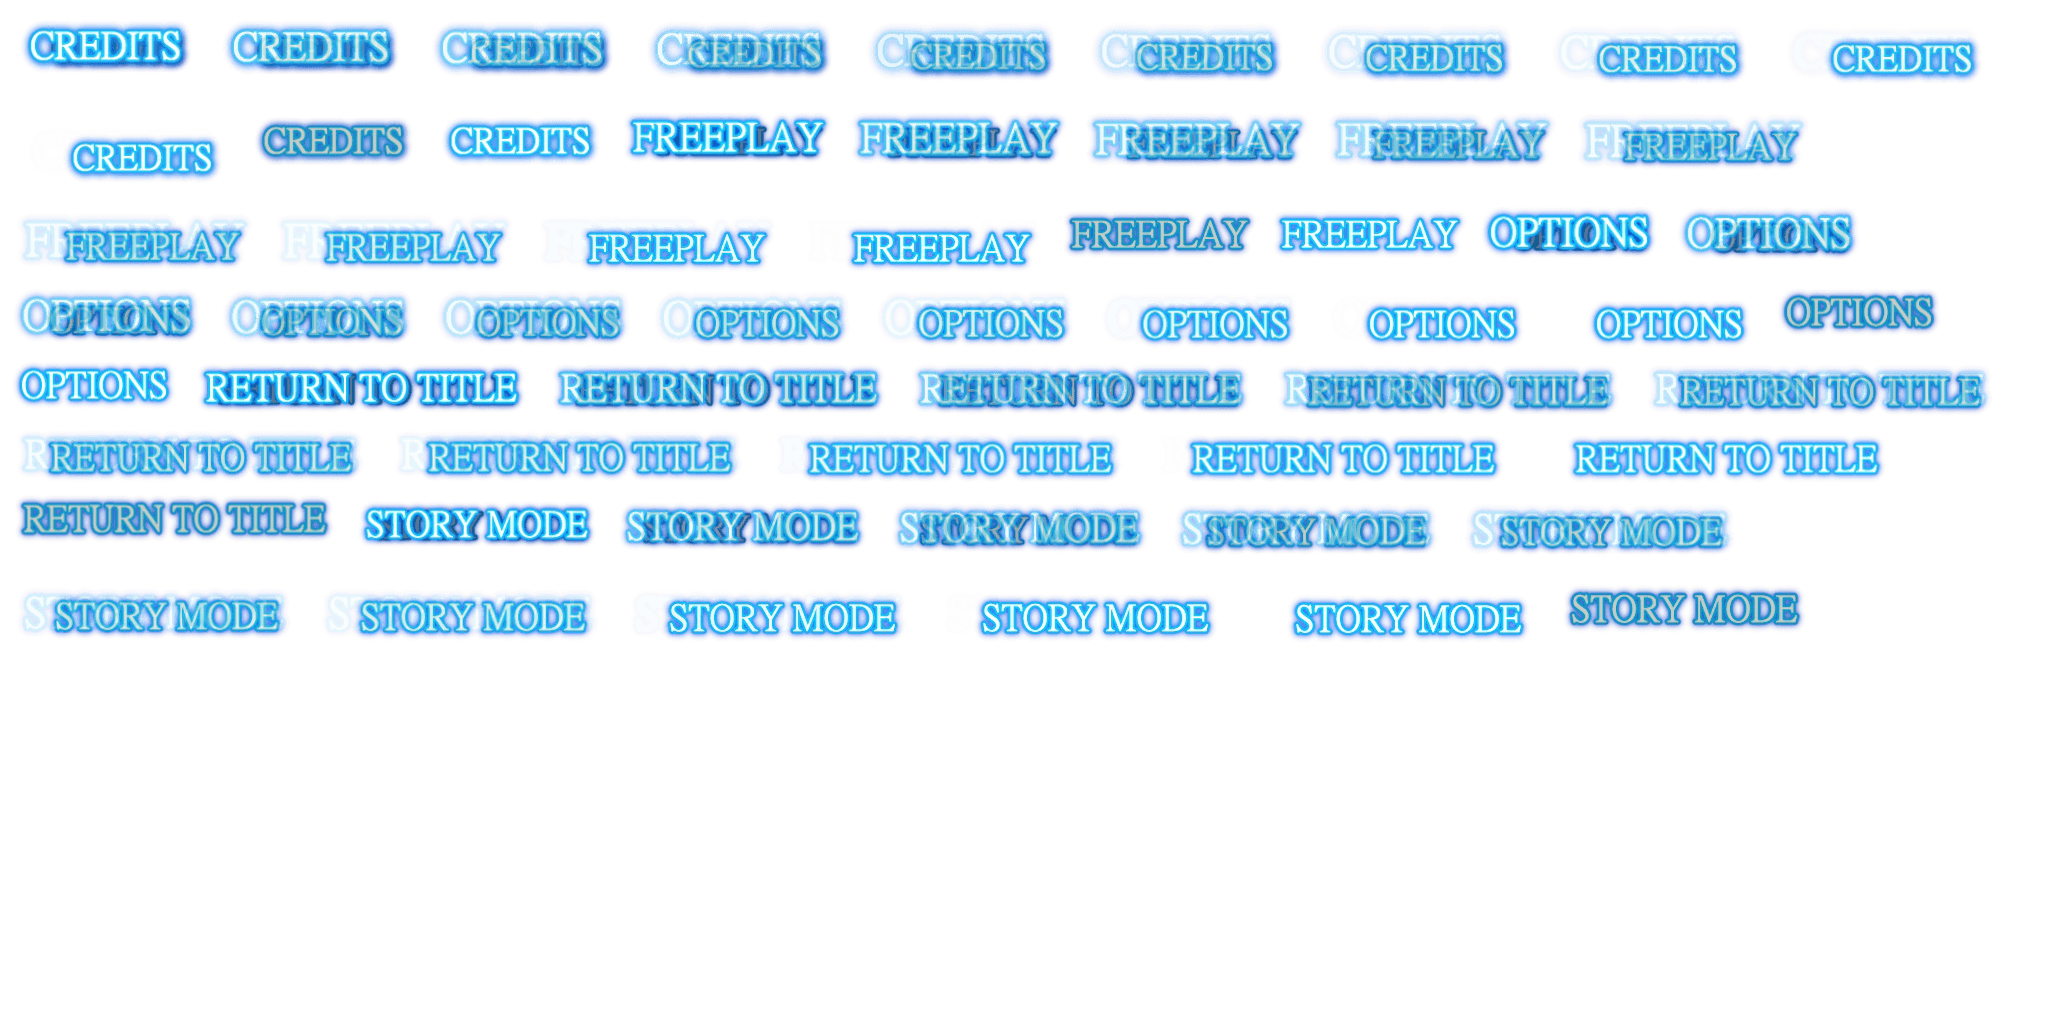 CREDITS CREDITS CREDITS CREDITS CREDITS CREDITS CREDITS CREDITS CREDITS
CREDITS CREDITS CREDITS FREEPLAY FREEPLAY FREEPLAY FREEPLAY FREEPLAY
FREEPLAY FREEPLAY FREEPLAY FREEPLAY FREEPLAY FREEPLAY OPTIONS OPTIONS
OPTIONS OPTIONS OPTIONS OPTIONS OPTIONS OPTIONS OPTIONS OPTIONS OPTIONS
OPTIONS RETURN TO TITLE RETURN TO TITLE RETURN TO TITLE RETURN TO TITLE RETURN TO TITLE
RETURN TO TITLE RETURN TO TITLE RETURN TO TITLE RETURN TO TITLE RETURN TO TITLE
RETURN TO TITLE STORY MODE STORY MODE STORY MODE STORY MODE STORY MODE
STORY MODE STORY MODE STORY MODE STORY MODE STORY MODE STORY MODE